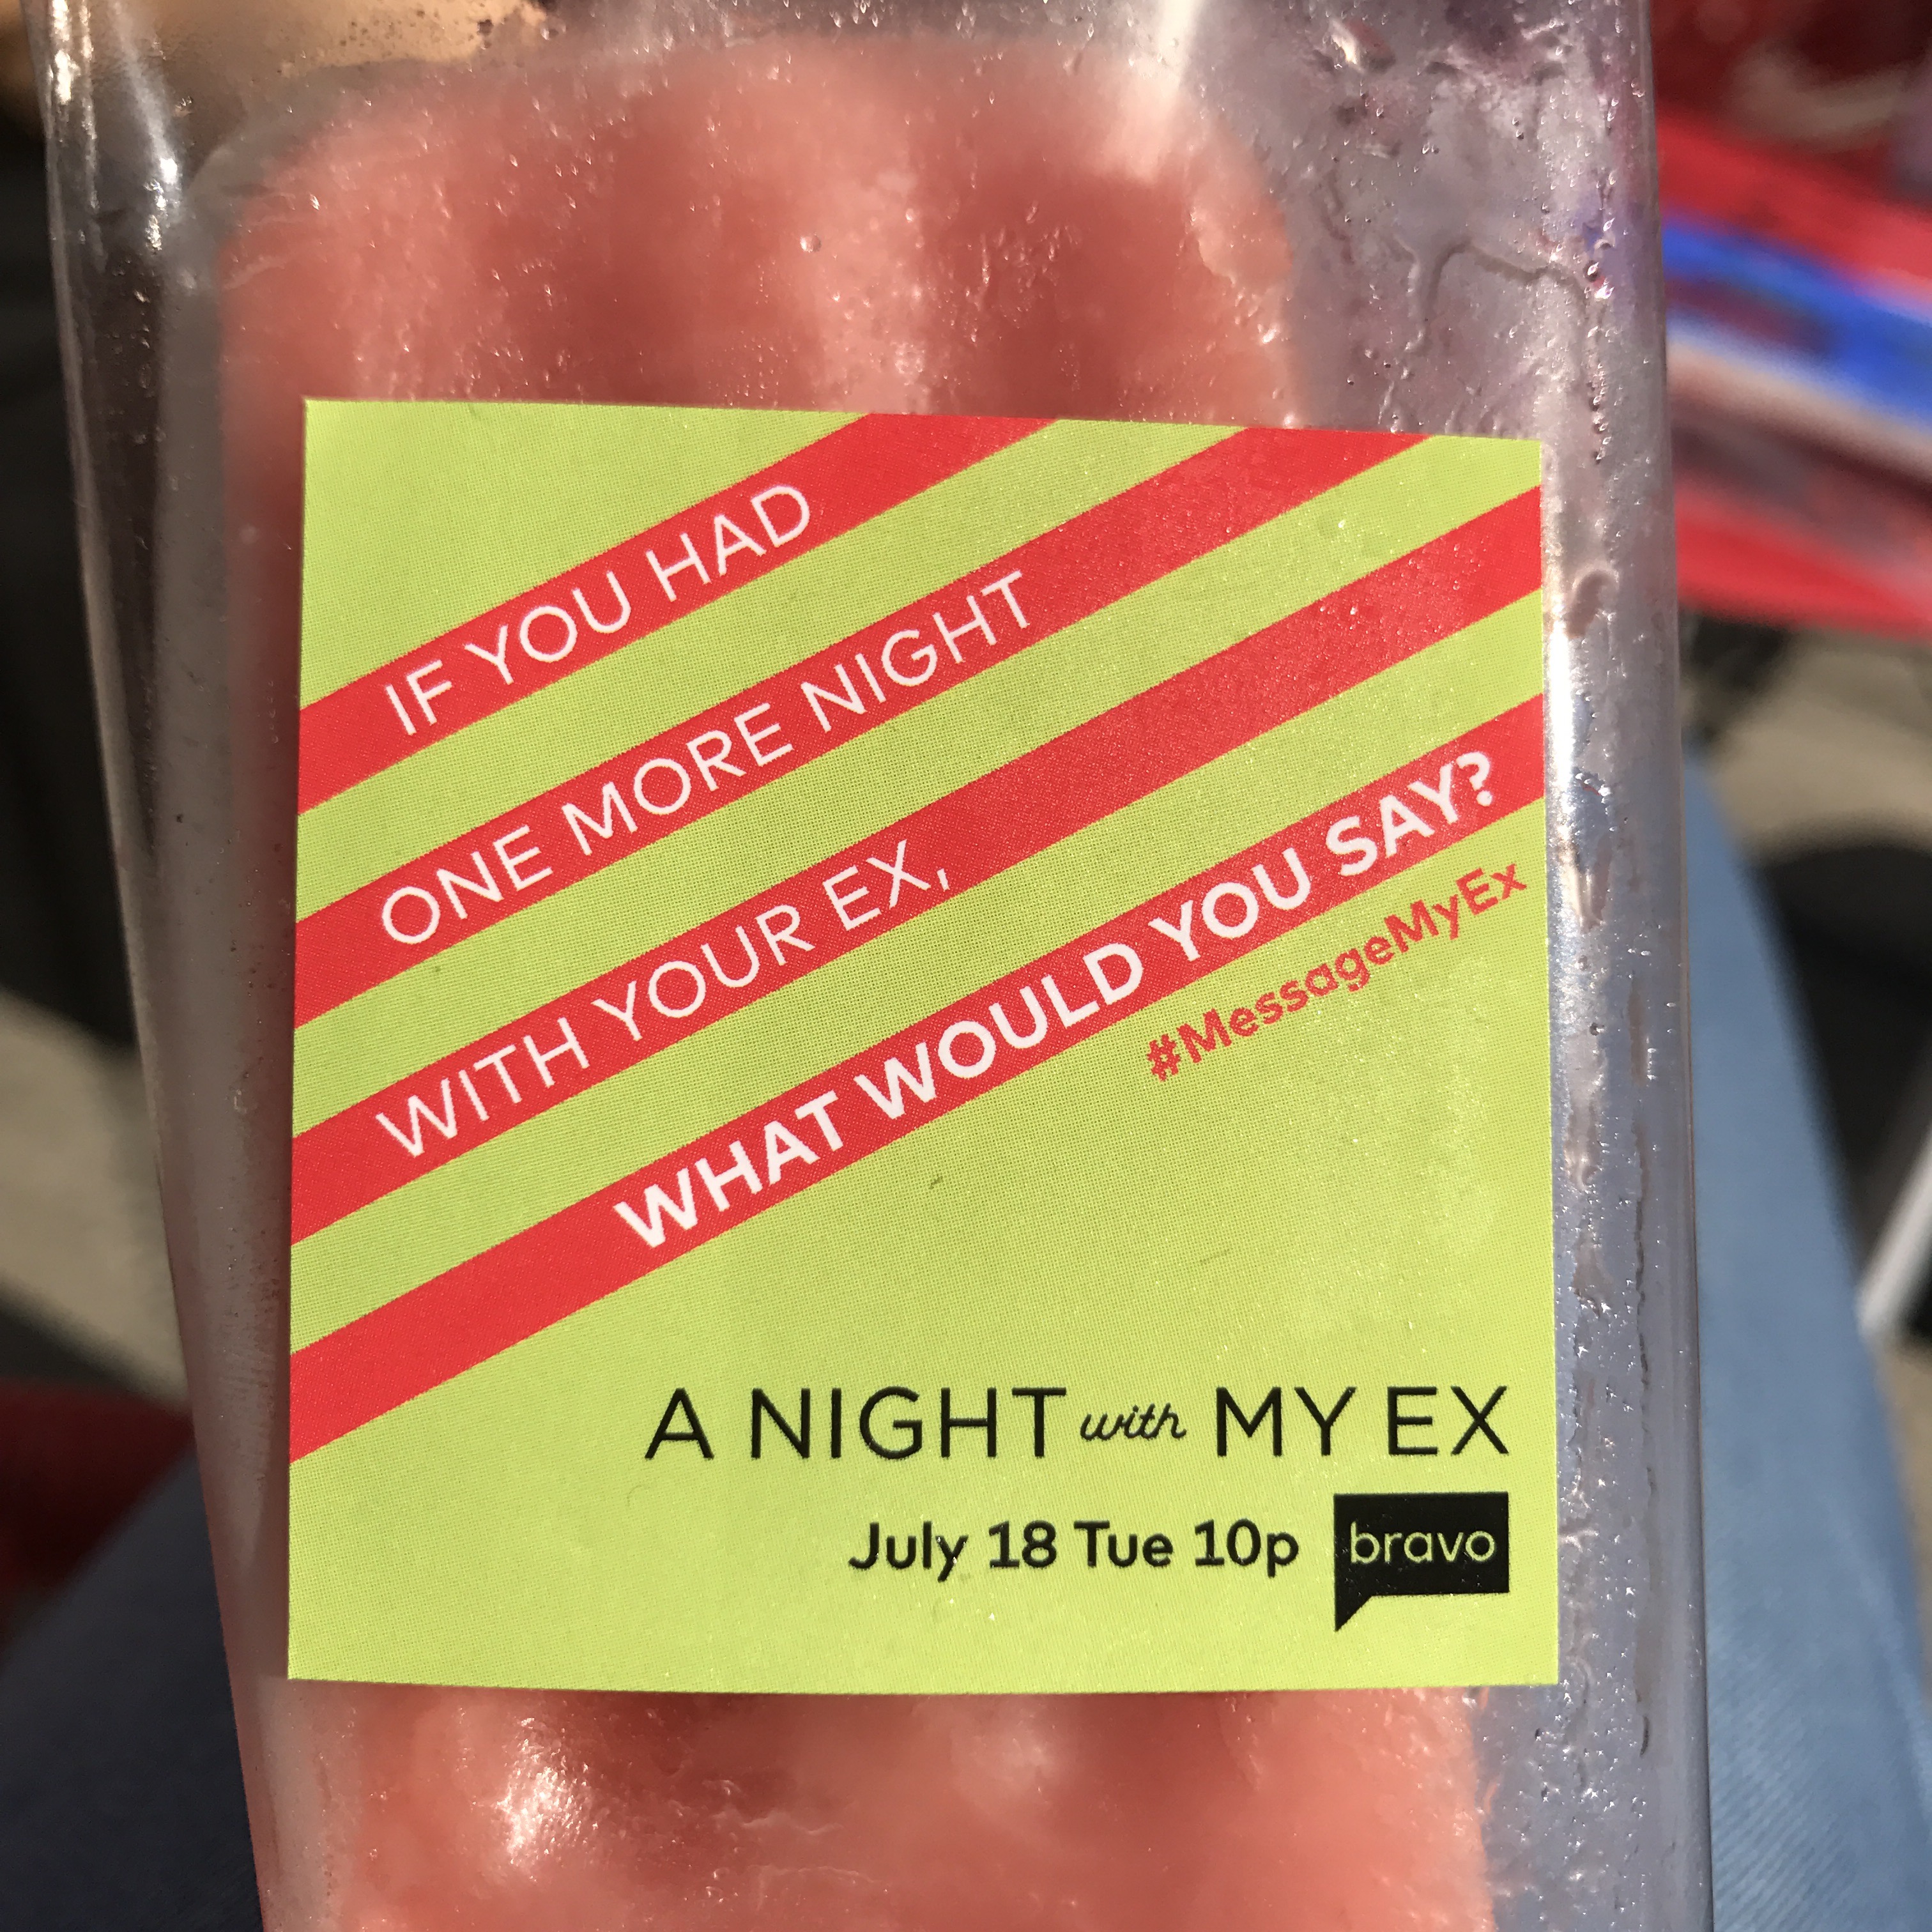 IF YOU HAD
ONE MORE NIGHT
WITH YOUR EX,
WHAT WOULD YOU SAY?
#MessageMyEx
A NIGHT with MY EX
July 18 Tue 10p bravo